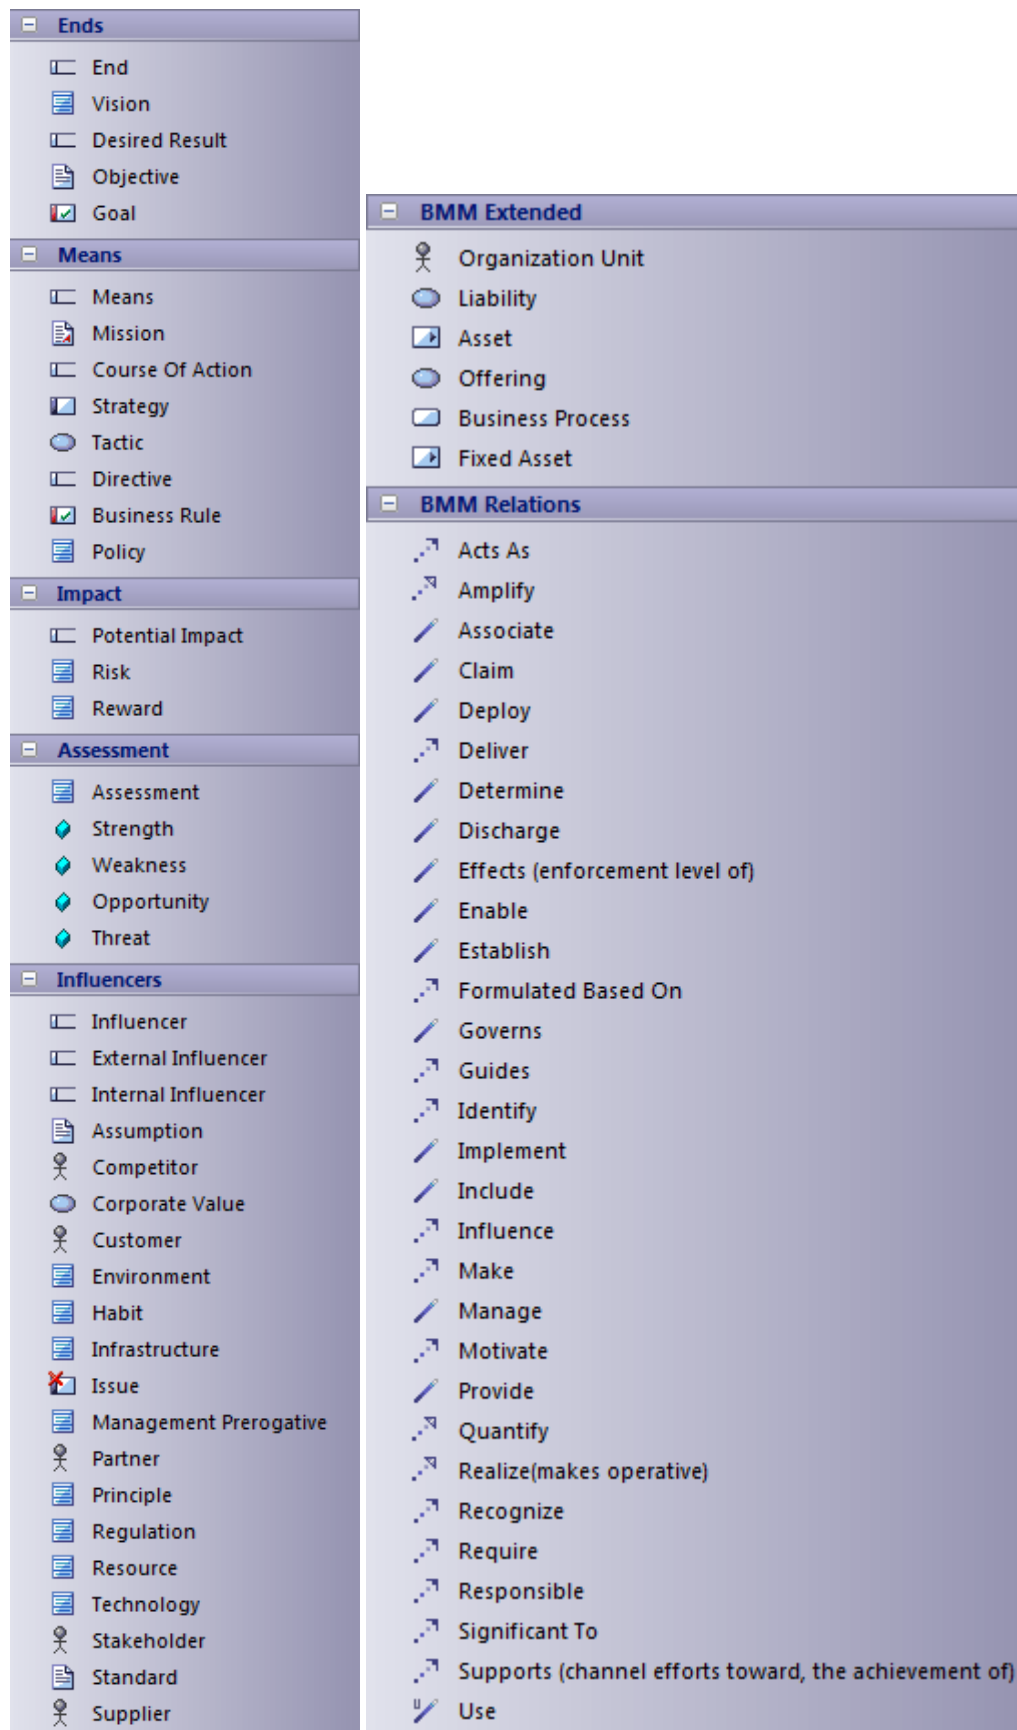 Ends
End
Vision
Desired Result
Objective
Goal
Means
Means
Mission
Course Of Action
Strategy
Tactic
Directive
Business Rule
Policy
Impact
Potential Impact
Risk
Reward
Assessment
Assessment
Strength
Weakness
Opportunity
Threat
Influencers
Influencer
External Influencer
Internal Influencer
Assumption
Competitor
Corporate Value
Customer
Environment
Habit
Infrastructure
Issue
Management Prerogative
Partner
Principle
Regulation
Resource
Technology
Stakeholder
Standard
Supplier
BMM Extended
Organization Unit
Liability
Asset
Offering
Business Process
Fixed Asset
BMM Relations
Acts As
Amplify
Associate
Claim
Deploy
Deliver
Determine
Discharge
Effects (enforcement level of)
Enable
Establish
Formulated Based On
Governs
Guides
Identify
Implement
Include
Influence
Make
Manage
Motivate
Provide
Quantify
Realize(makes operative)
Recognize
Require
Responsible
Significant To
Supports (channel efforts toward, the achievement of)
Use